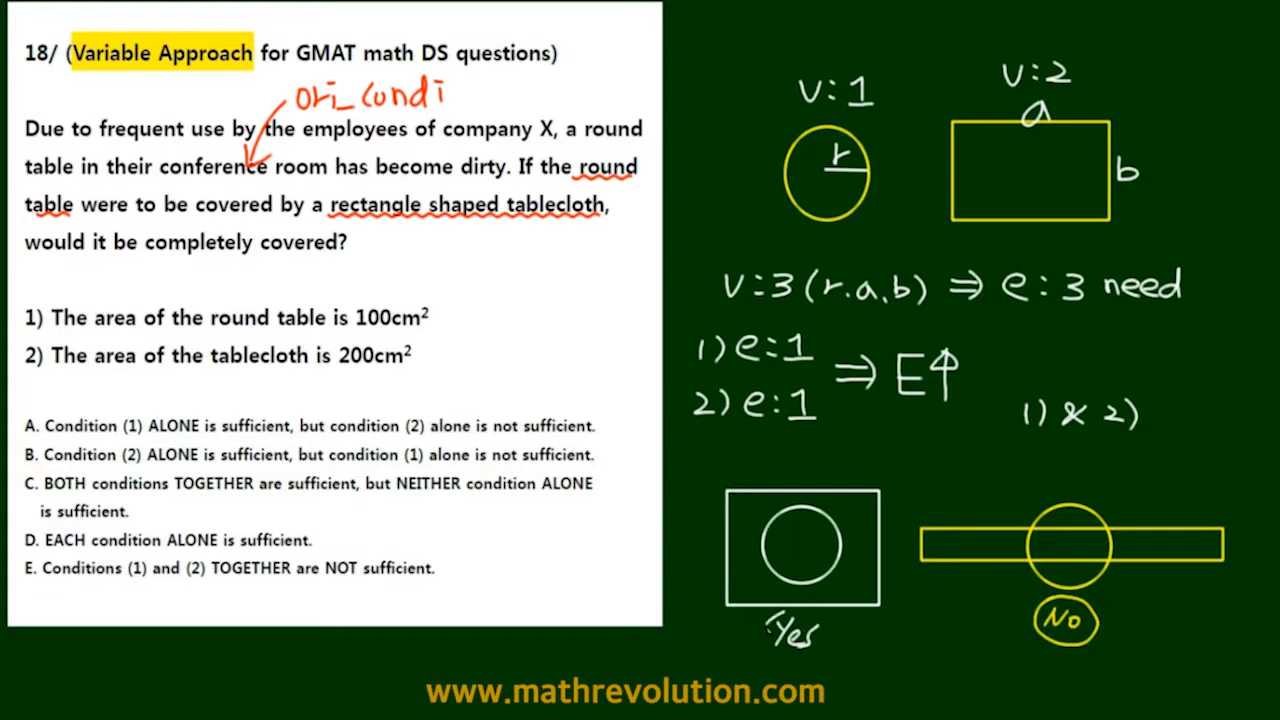 18/ (Variable Approach for GMAT math DS questions)
ori_condi
Due to frequent use by the employees of company X, a round
table in their conference room has become dirty. If the round
table were to be covered by a rectangle shaped tablecloth,
would it be completely covered?
1) The area of the round table is 100cm²
2) The area of the tablecloth is 200cm²
A. Condition (1) ALONE is sufficient, but condition (2) alone is not sufficient.
B. Condition (2) ALONE is sufficient, but condition (1) alone is not sufficient.
C. BOTH conditions TOGETHER are sufficient, but NEITHER condition ALONE
is sufficient.
D. EACH condition ALONE is sufficient.
E. Conditions (1) and (2) TOGETHER are NOT sufficient.
v:1
v:2
r
a
b
v:3 (r.a.b) ⇒ e:3 need
1) e:1
2) e:1
⇒ E↑
1) & 2)
Yes
No
www.mathrevolution.com